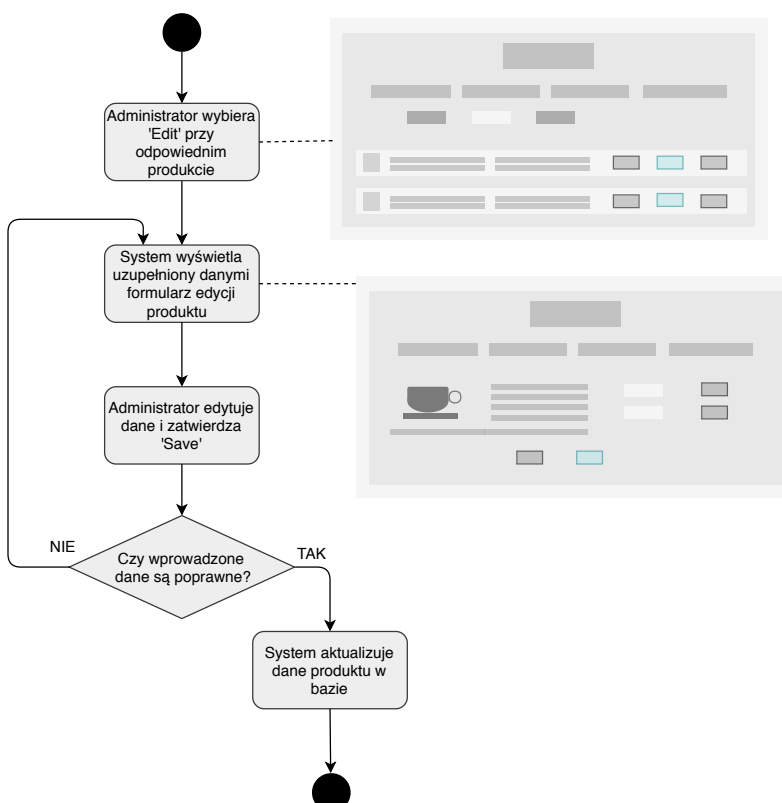 Administrator wybiera
'Edit' przy
odpowiednim
produkcie
System wyświetla
uzupełniony danymi
formularz edycji
produktu
Administrator edytuje
dane i zatwierdza
'Save'
NIE
Czy wprowadzone
dane są poprawne?
TAK
System aktualizuje
dane produktu w
bazie